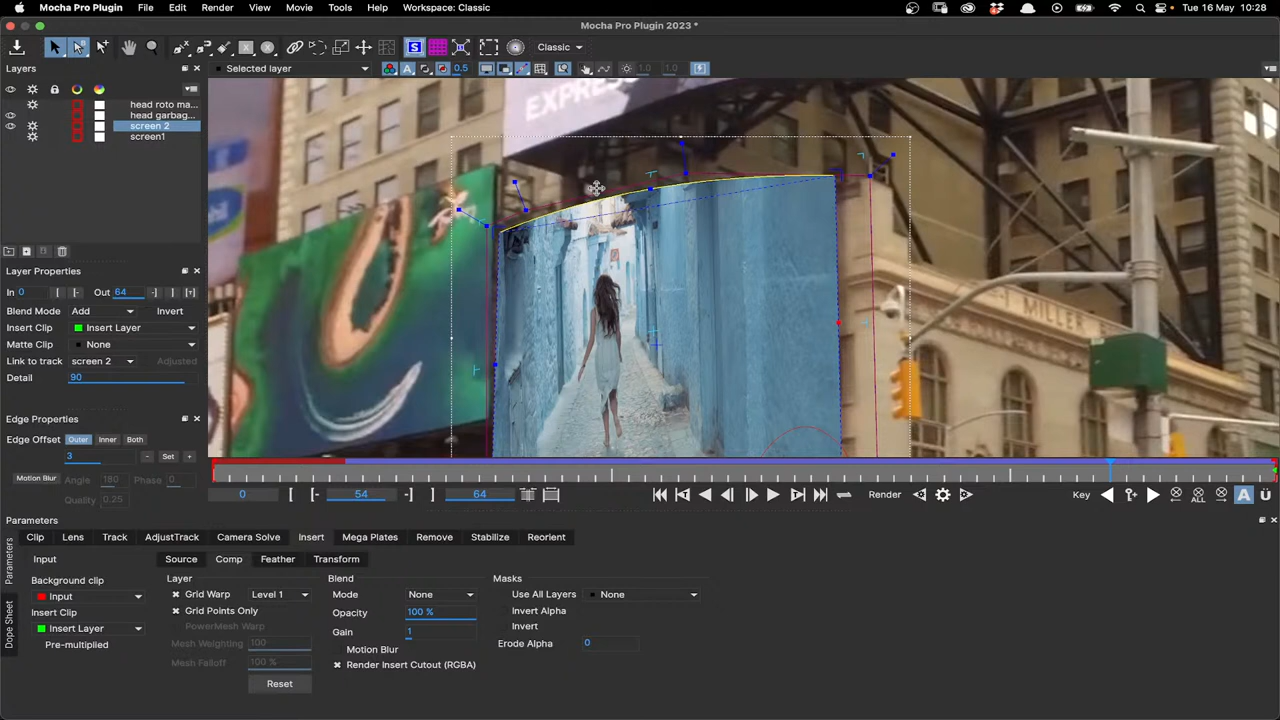 Mocha Pro Plugin File Edit Render View Movie Tools Help Workspace: Classic Tue 16 May 10:28
Mocha Pro Plugin 2023 *
Classic
Layers
Selected layer
0.5
1.0
1.0
head roto ma...
head garbag...
screen 2
screen1
EXPRESS
MILLER
Layer Properties
In 0 Out 64
Blend Mode Add Invert
Insert Clip Insert Layer
Matte Clip None
Link to track screen 2 Adjusted
Detail 90
Edge Properties
Edge Offset Outer Inner Both
3 - Set +
Motion Blur Angle 180 Phase 0
Quality 0.25
0 54 64 Render Key ALL A Ü
Parameters
Parameters
Dope Sheet
Clip Lens Track AdjustTrack Camera Solve Insert Mega Plates Remove Stabilize Reorient
Input Source Comp Feather Transform
Background clip
Input
Insert Clip
Insert Layer
Pre-multiplied
Layer
Grid Warp Level 1
Grid Points Only
PowerMesh Warp
Mesh Weighting 100
Mesh Falloff 100 %
Reset
Blend
Mode None
Opacity 100 %
Gain 1
Motion Blur
Render Insert Cutout (RGBA)
Masks
Use All Layers None
Invert Alpha
Invert
Erode Alpha 0